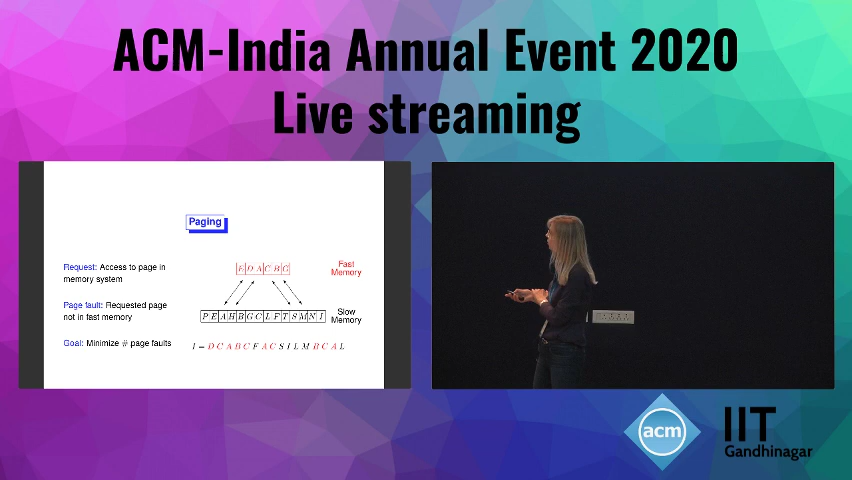 ACM-India Annual Event 2020
Live streaming
Paging
Request: Access to page in
memory system
Page fault: Requested page
not in fast memory
Goal: Minimize # page faults
E D A C B G
Fast
Memory
P E A H B G C L F T S M N I
Slow
Memory
I = D C A B C F A C S I L M B C A L
acm
IIT
Gandhinagar